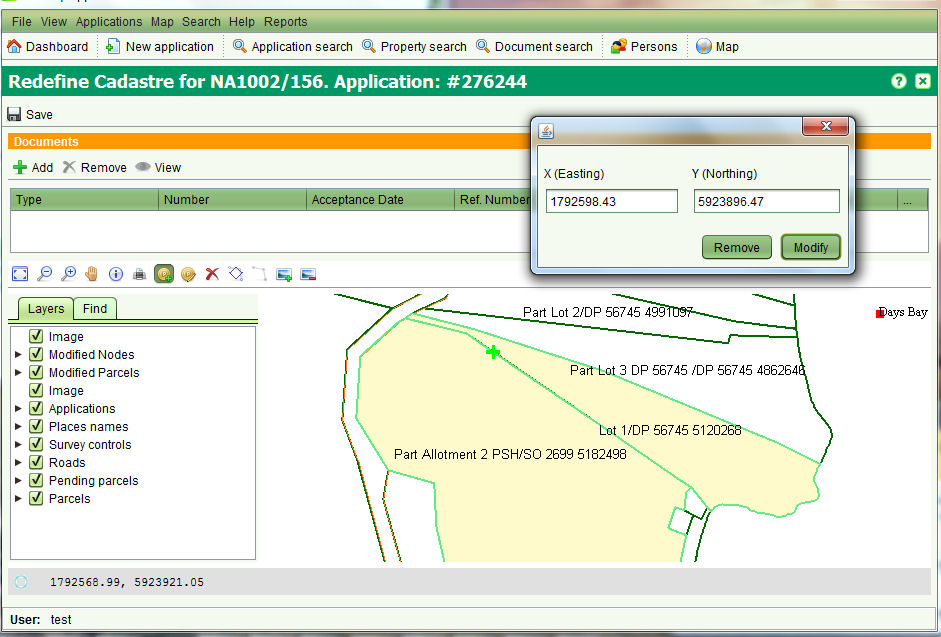 File View Applications Map Search Help Reports
Dashboard New application Application search Property search Document search Persons Map
Redefine Cadastre for NA1002/156. Application: #276244
Save
Documents
Add Remove View
Type Number Acceptance Date Ref. Number ...
X (Easting) Y (Northing)
1792598.43 5923896.47
Remove Modify
Layers Find
Image
Modified Nodes
Modified Parcels
Image
Applications
Places names
Survey controls
Roads
Pending parcels
Parcels
Part Lot 2/DP 56745 4991097
Days Bay
Part Lot 3 DP 56745 /DP 56745 4862646
Lot 1/DP 56745 5120268
Part Allotment 2 PSH/SO 2699 5182498
1792568.99, 5923921.05
User: test